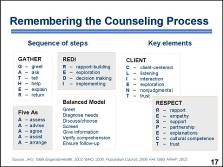 Remembering the Counseling Process
Sequence of steps
Key elements
GATHER
G – greet
A – ask
T – tell
H – help
E – explain
R – return
REDI
R – rapport-building
E – exploration
D – decision making
I – implementing
CLIENT
C – client-centered
L – listening
I – interaction
E – exploration
N – nonjudgmental
T – trust
Five As
A – assess
A – advise
A – agree
A – assist
A – arrange
Balanced Model
Greet
Diagnose needs
Discuss/choose
Screen
Give information
Check comprehension
Ensure follow-up
RESPECT
R – rapport
E – empathy
S – support
P – partnership
E – explanations
C – cultural competence
T – trust
17